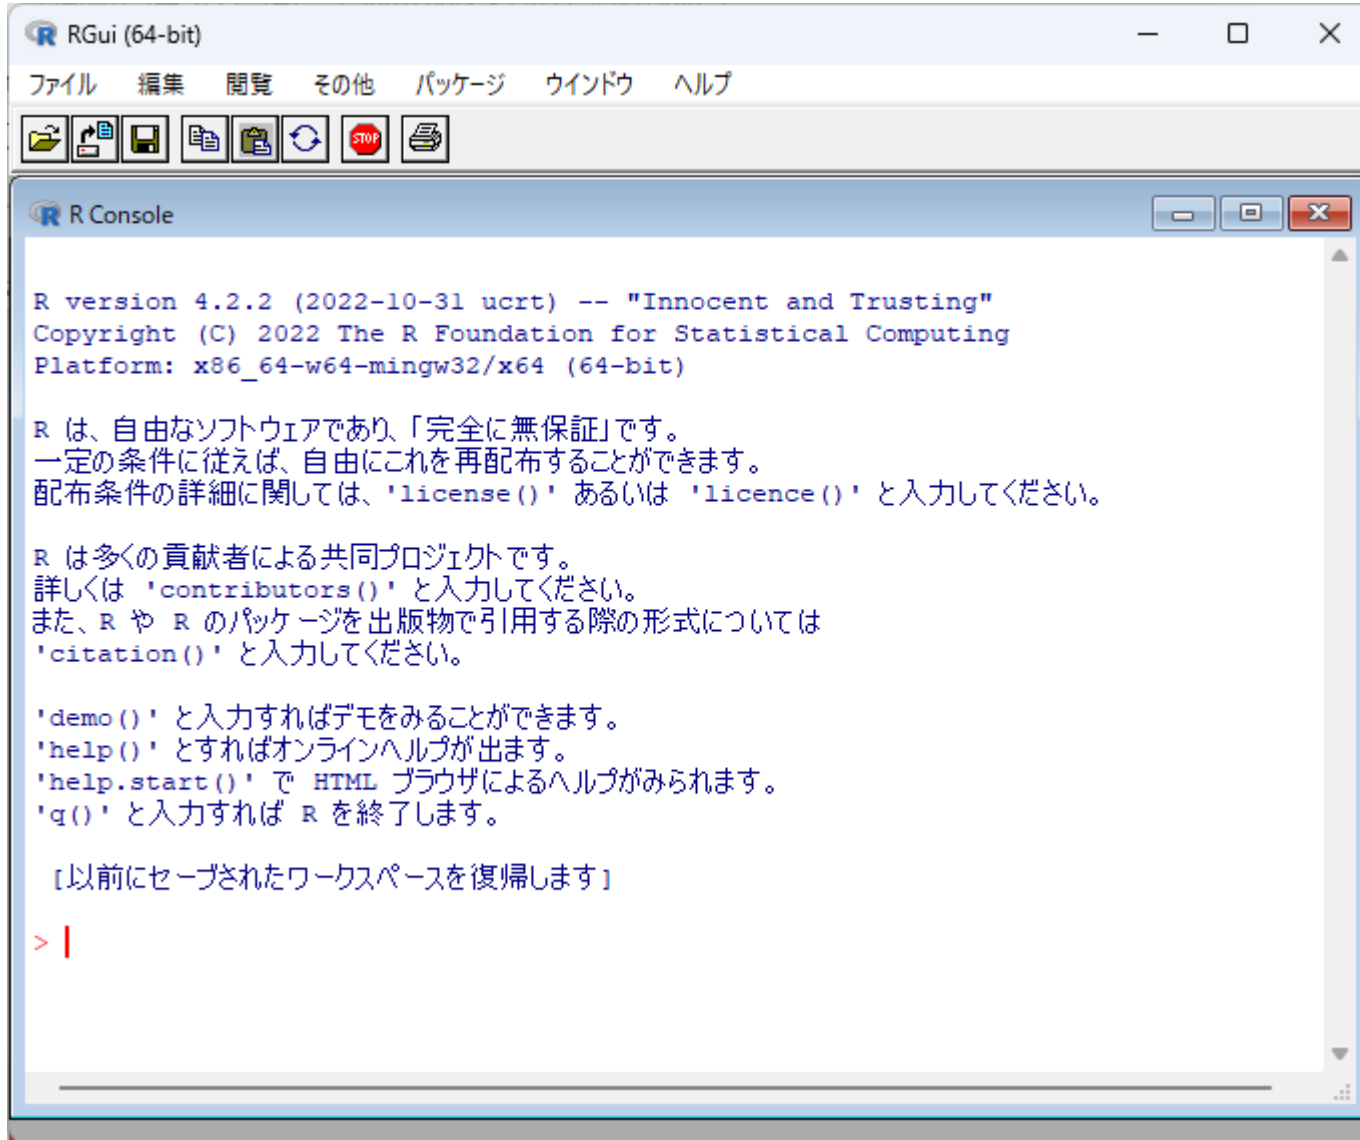 RGui (64-bit)
ファイル 編集 閲覧 その他 パッケージ ウインドウ ヘルプ
STOP
R Console
R version 4.2.2 (2022-10-31 ucrt) -- "Innocent and Trusting"
Copyright (C) 2022 The R Foundation for Statistical Computing
Platform: x86_64-w64-mingw32/x64 (64-bit)
R は、自由なソフトウェアであり、「完全に無保証」です。
一定の条件に従えば、自由にこれを再配布することができます。
配布条件の詳細に関しては、'license()' あるいは 'licence()' と入力してください。
R は多くの貢献者による共同プロジェクトです。
詳しくは 'contributors()' と入力してください。
また、R や R のパッケージを出版物で引用する際の形式については
'citation()' と入力してください。
'demo()' と入力すればデモをみることができます。
'help()' とすればオンラインヘルプが出ます。
'help.start()' で HTML ブラウザによるヘルプがみられます。
'q()' と入力すれば R を終了します。
[以前にセーブされたワークスペースを復帰します]
>